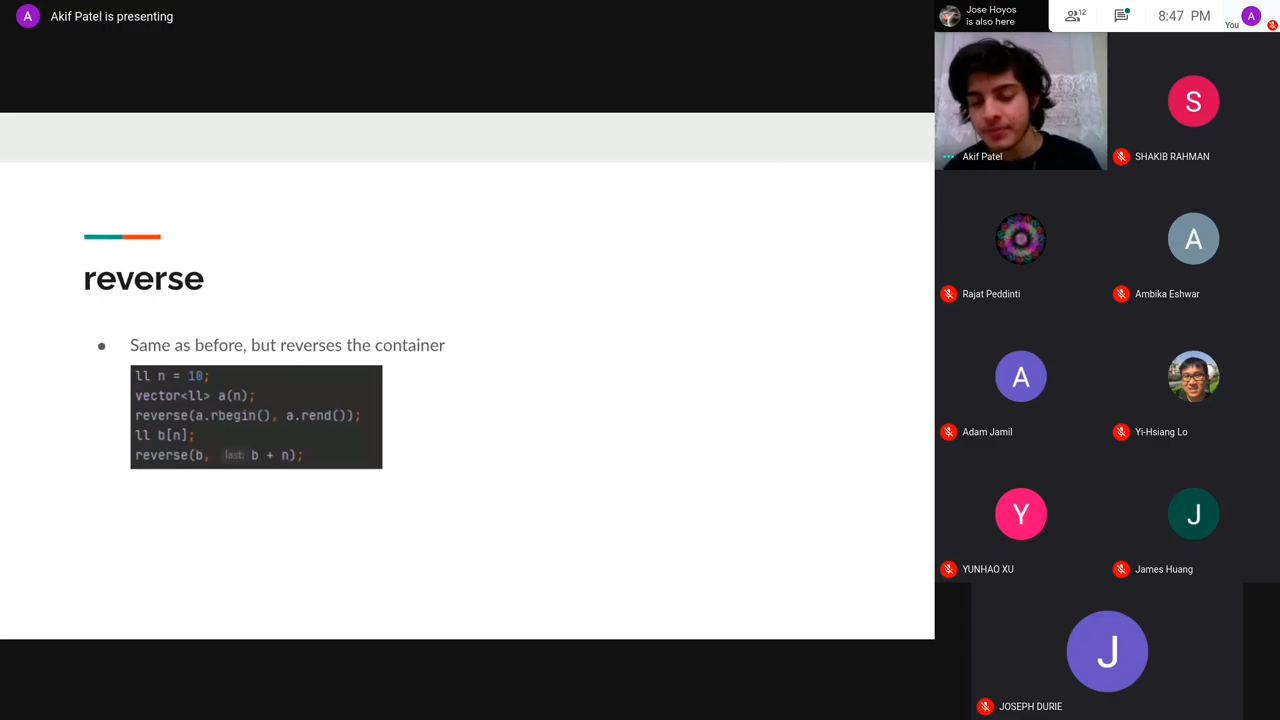 A
Akif Patel is presenting
Jose Hoyos
is also here
12
8:47 PM
You
A
reverse
● Same as before, but reverses the container
ll n = 10;
vector<ll> a(n);
reverse(a.rbegin(), a.rend());
ll b[n];
reverse(b, last: b + n);
Akif Patel
S
SHAKIB RAHMAN
Rajat Peddinti
A
Ambika Eshwar
A
Adam Jamil
Yi-Hsiang Lo
Y
YUNHAO XU
J
James Huang
J
JOSEPH DURIE